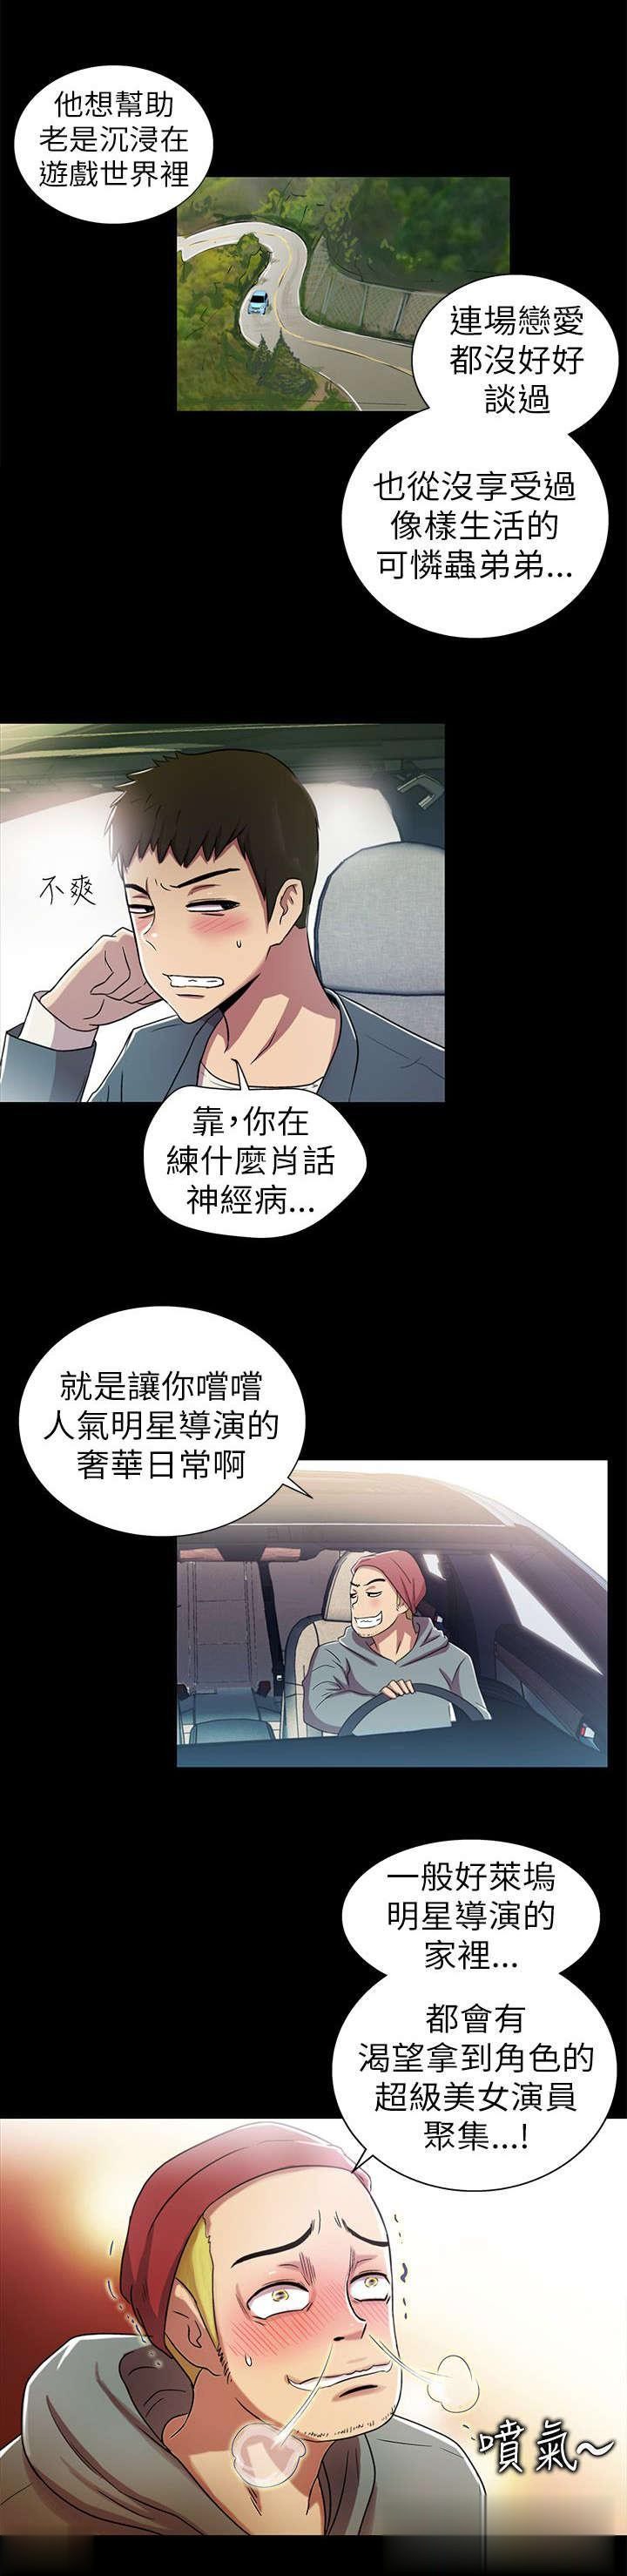 他想幫助
老是沉浸在
遊戲世界裡
連場戀愛
都沒好好
談過
也從沒享受過
像樣生活的
可憐蟲弟弟...
不爽
靠，你在
練什麼肖話
神經病...
就是讓你嚐嚐
人氣明星導演的
奢華日常啊
一般好萊塢
明星導演的
家裡...
都會有
渴望拿到角色的
超級美女演員
聚集...!
噴氣~